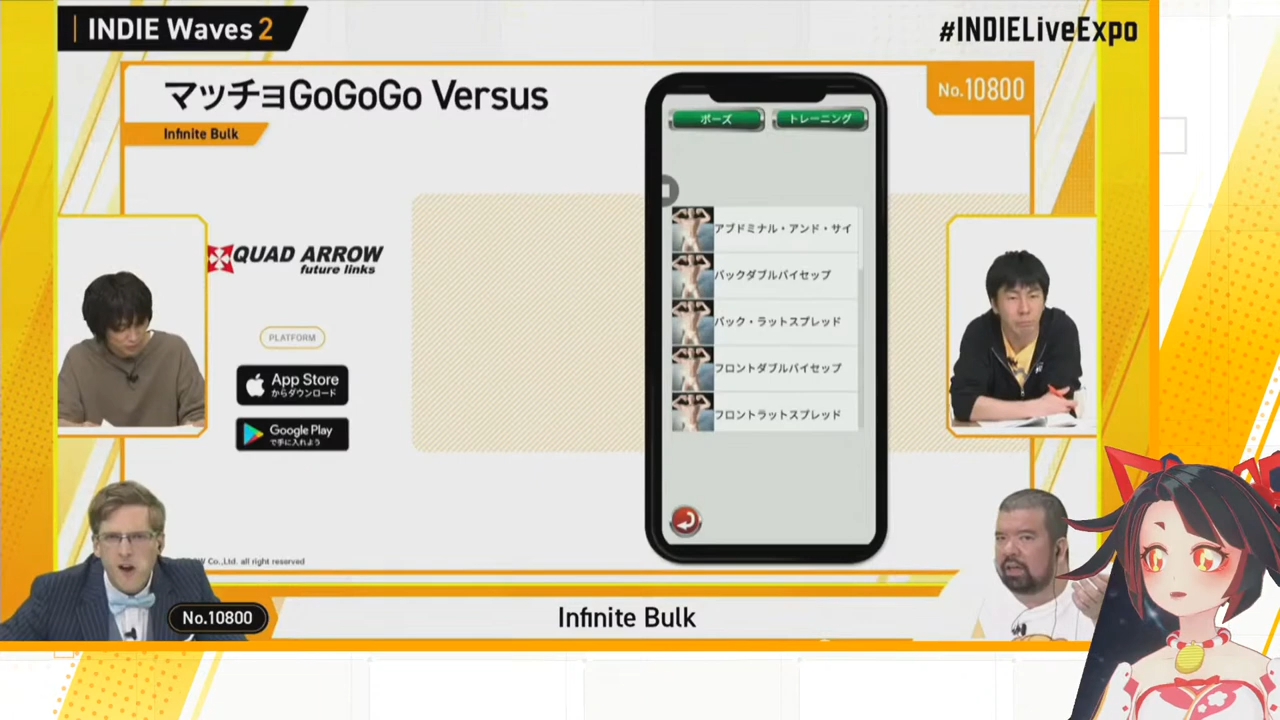 INDIE Waves 2
#INDIELiveExpo
マッチョGoGoGo Versus
No.10800
Infinite Bulk
ポーズ
トレーニング
アブドミナル・アンド・サイ
バックダブルバイセップ
バック・ラットスプレッド
フロントダブルバイセップ
フロントラットスプレッド
QUAD ARROW
future links
PLATFORM
App Store
からダウンロード
Google Play
で手に入れよう
Co.,Ltd. all right reserved
No.10800
Infinite Bulk